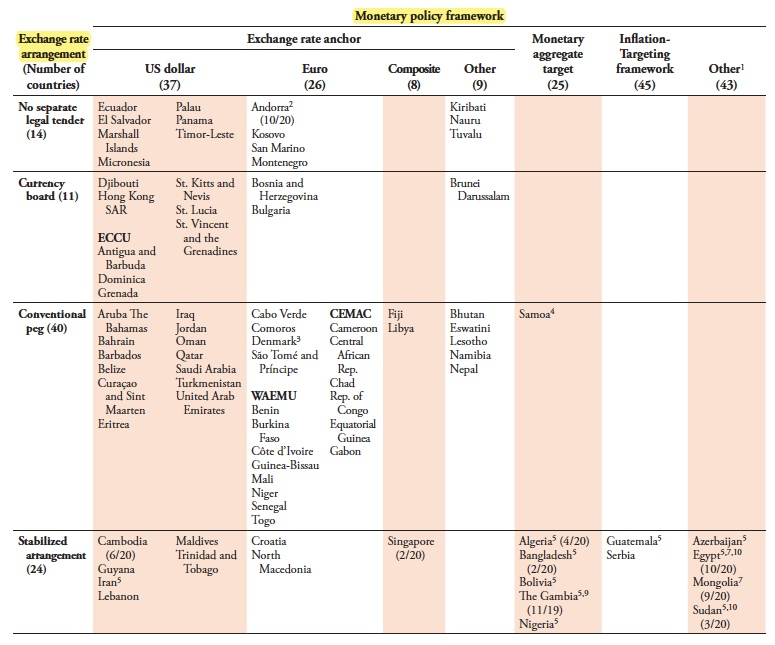 Monetary policy framework
Exchange rate
arrangement
(Number of
countries)
Exchange rate anchor
US dollar
(37)
Euro
(26)
Composite
(8)
Other
(9)
Monetary
aggregate
target
(25)
Inflation-
Targeting
framework
(45)
Other¹
(43)
No separate
legal tender
(14)
Ecuador
El Salvador
Marshall
Islands
Micronesia
Palau
Panama
Timor-Leste
Andorra²
(10/20)
Kosovo
San Marino
Montenegro
Kiribati
Nauru
Tuvalu
Currency
board (11)
Djibouti
Hong Kong
SAR
ECCU
Antigua and
Barbuda
Dominica
Grenada
St. Kitts and
Nevis
St. Lucia
St. Vincent
and the
Grenadines
Bosnia and
Herzegovina
Bulgaria
Brunei
Darussalam
Conventional
peg (40)
Aruba The
Bahamas
Bahrain
Barbados
Belize
Curaçao
and Sint
Maarten
Eritrea
Iraq
Jordan
Oman
Qatar
Saudi Arabia
Turkmenistan
United Arab
Emirates
Cabo Verde
Comoros
Denmark³
São Tomé and
Príncipe
WAEMU
Benin
Burkina
Faso
Côte d'Ivoire
Guinea-Bissau
Mali
Niger
Senegal
Togo
CEMAC
Cameroon
Central
African
Rep.
Chad
Rep. of
Congo
Equatorial
Guinea
Gabon
Fiji
Libya
Bhutan
Eswatini
Lesotho
Namibia
Nepal
Samoa⁴
Stabilized
arrangement
(24)
Cambodia
(6/20)
Guyana
Iran⁵
Lebanon
Maldives
Trinidad and
Tobago
Croatia
North
Macedonia
Singapore
(2/20)
Algeria⁵ (4/20)
Bangladesh⁵
(2/20)
Bolivia⁵
The Gambia⁵,⁹
(11/19)
Nigeria⁵
Guatemala⁵
Serbia
Azerbaijan⁵
Egypt⁵,⁷,¹⁰
(10/20)
Mongolia⁷
(9/20)
Sudan⁵,¹⁰
(3/20)